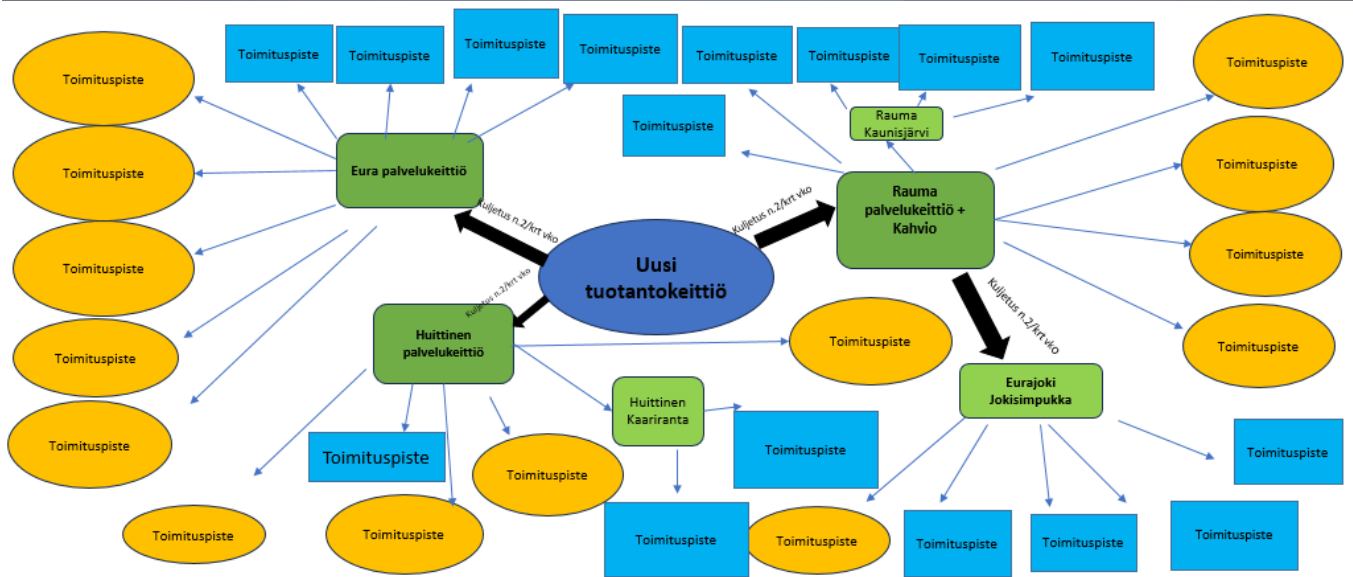 Toimituspiste
Toimituspiste
Toimituspiste
Toimituspiste
Toimituspiste
Toimituspiste
Toimituspiste
Toimituspiste
Toimituspiste
Toimituspiste
Toimituspiste
Rauma
Kaunisjärvi
Toimituspiste
Toimituspiste
Toimituspiste
Eura palvelukeittiö
Rauma
palvelukeittiö +
Kahvio
Kuljetus n.2/krt vko
Kuljetus n.2/krt vko
Toimituspiste
Toimituspiste
Uusi
tuotantokeittiö
Kuljetus n.2/krt vko
Kuljetus n.2/krt vko
Toimituspiste
Huittinen
palvelukeittiö
Toimituspiste
Toimituspiste
Eurajoki
Jokisimpukka
Huittinen
Kaariranta
Toimituspiste
Toimituspiste
Toimituspiste
Toimituspiste
Toimituspiste
Toimituspiste
Toimituspiste
Toimituspiste
Toimituspiste
Toimituspiste
Toimituspiste
Toimituspiste
Toimituspiste